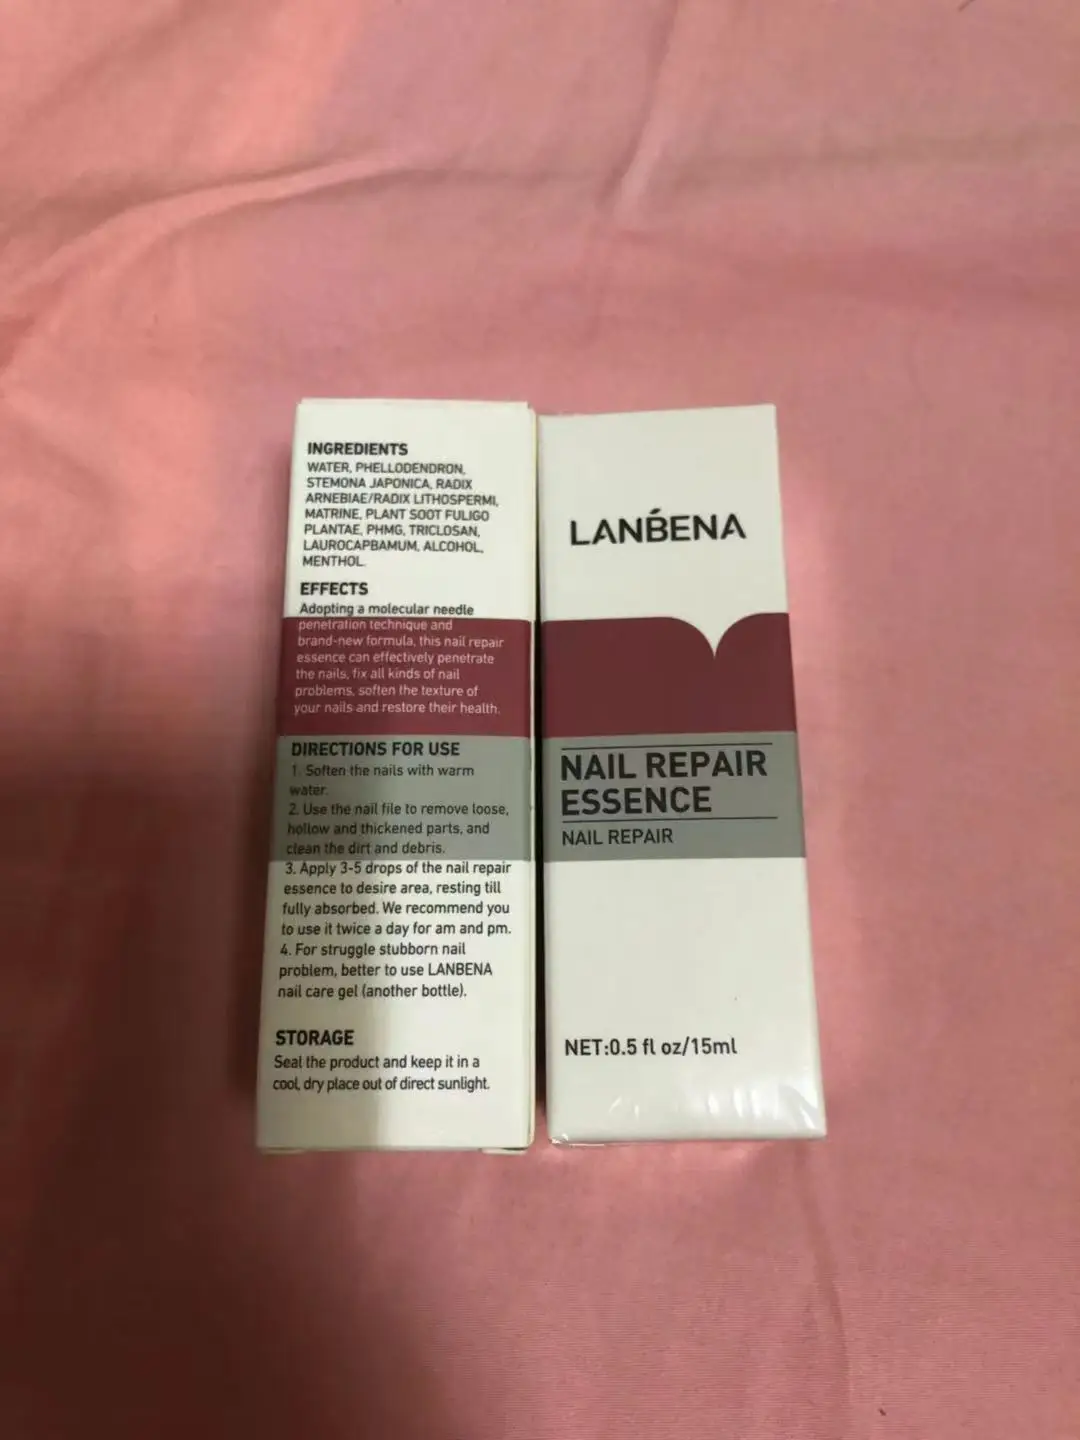 INGREDIENTS
WATER, PHELLODENDRON,
STEMONA JAPONICA, RADIX
ARNEBIAE/RADIX LITHOSPERMI,
MATRINE, PLANT SOOT FULIGO
PLANTAE, PHMG, TRICLOSAN,
LAUROCAPBAMUM, ALCOHOL,
MENTHOL.
EFFECTS
Adopting a molecular needle
penetration technique and
brand-new formula, this nail repair
essence can effectively penetrate
the nails, fix all kinds of nail
problems, soften the texture of
your nails and restore their health.
DIRECTIONS FOR USE
1. Soften the nails with warm
water.
2. Use the nail file to remove loose,
hollow and thickened parts, and
clean the dirt and debris.
3. Apply 3-5 drops of the nail repair
essence to desire area, resting till
fully absorbed. We recommend you
to use it twice a day for am and pm.
4. For struggle stubborn nail
problem, better to use LANBENA
nail care gel (another bottle).
STORAGE
Seal the product and keep it in a
cool, dry place out of direct sunlight.
LANBENA
NAIL REPAIR
ESSENCE
NAIL REPAIR
NET:0.5 fl oz/15ml